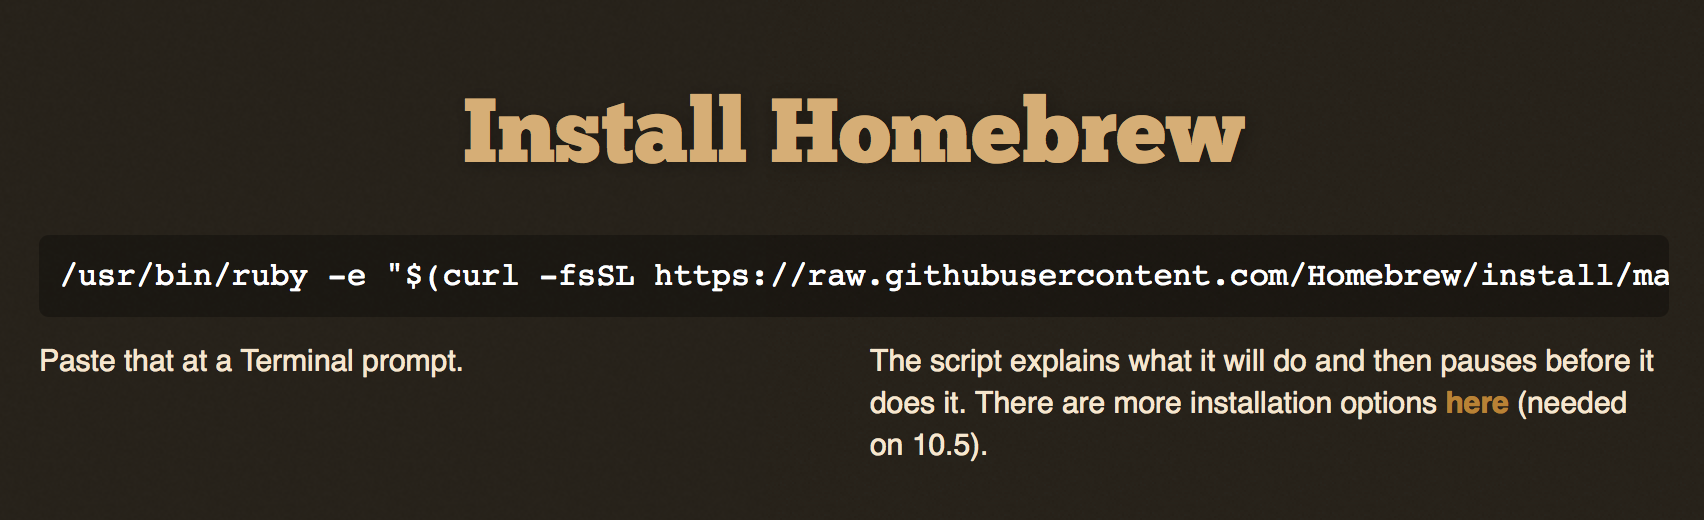 Install Homebrew
/usr/bin/ruby -e "$(curl -fsSL https://raw.githubusercontent.com/Homebrew/install/ma
Paste that at a Terminal prompt.
The script explains what it will do and then pauses before it
does it. There are more installation options here (needed
on 10.5).